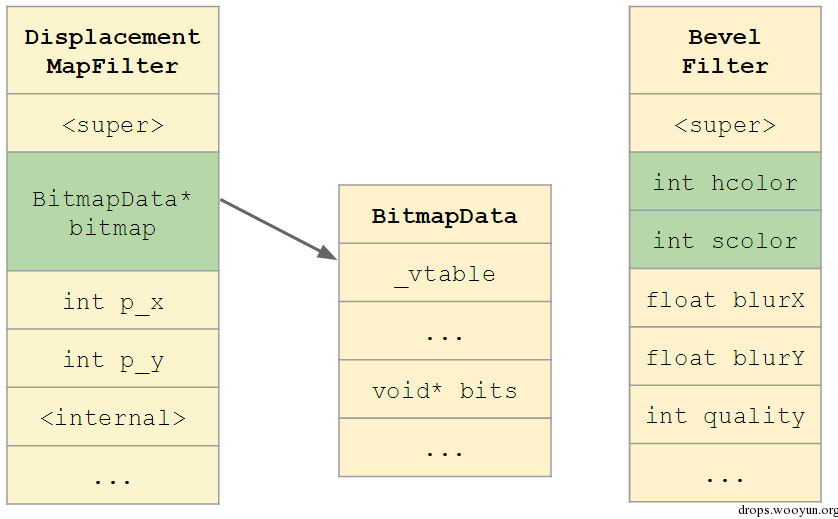 Displacement
MapFilter
<super>
BitmapData*
bitmap
int p_x
int p_y
<internal>
...
BitmapData
_vtable
...
void* bits
...
Bevel
Filter
<super>
int hcolor
int scolor
float blurX
float blurY
int quality
...
drops.wooyun.org